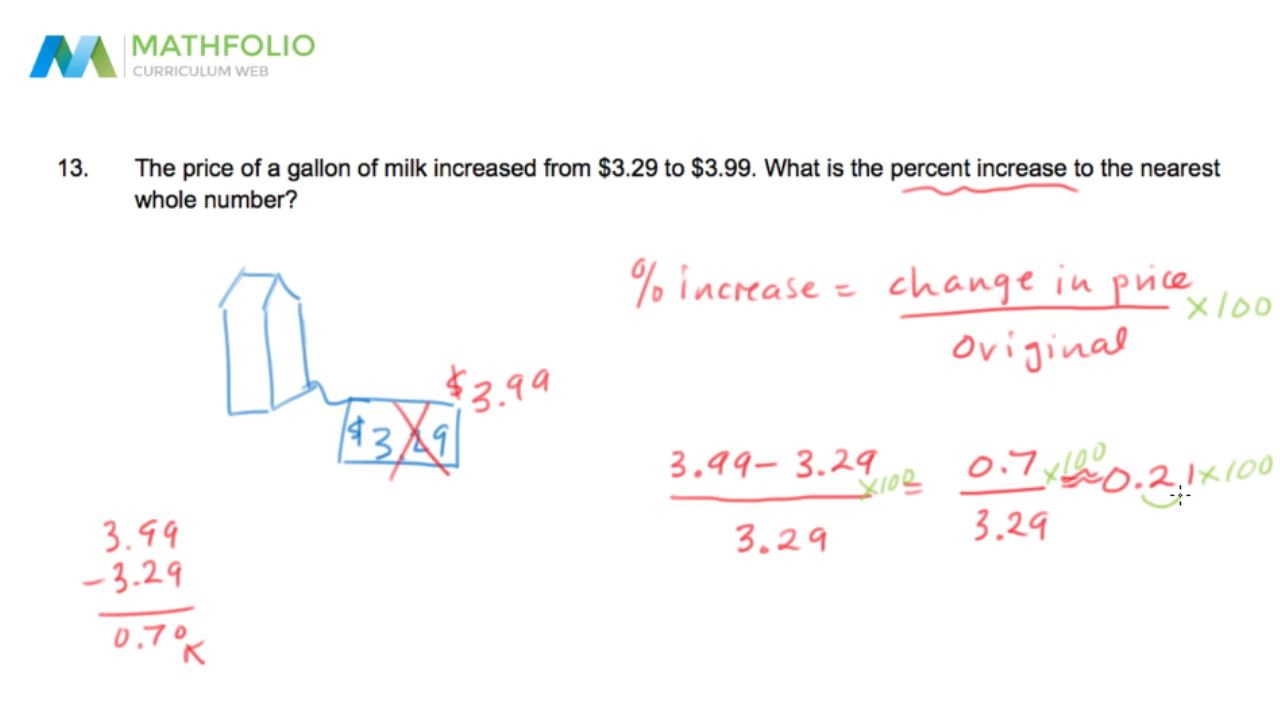 MATHFOLIO
CURRICULUM WEB
13. The price of a gallon of milk increased from $3.29 to $3.99. What is the percent increase to the nearest
whole number?
% increase = change in price / original ×100
$3.99
$3.29
3.99 - 3.29 / 3.29 ×100 = 0.7 / 3.29 ×100 ≈ 0.21 ×100
3.99
-3.29
0.70